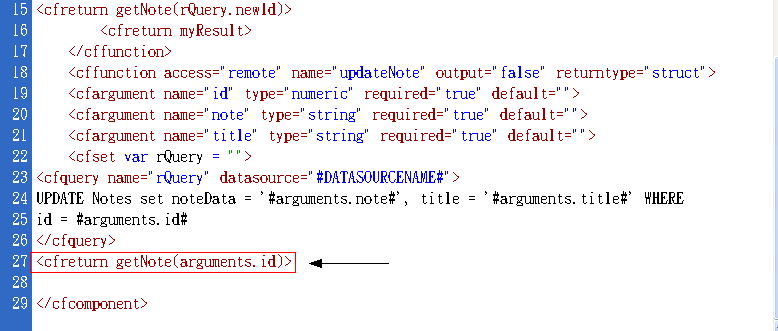 15 <cfreturn getNote(rQuery.newId)>
16 <cfreturn myResult>
17 </cffunction>
18 <cffunction access="remote" name="updateNote" output="false" returntype="struct">
19 <cfargument name="id" type="numeric" required="true" default="">
20 <cfargument name="note" type="string" required="true" default="">
21 <cfargument name="title" type="string" required="true" default="">
22 <cfset var rQuery = "">
23 <cfquery name="rQuery" datasource="#DATASOURCENAME#">
24 UPDATE Notes set noteData = '#arguments.note#', title = '#arguments.title#' WHERE
25 id = #arguments.id#
26 </cfquery>
27 <cfreturn getNote(arguments.id)>
28
29 </cfcomponent>